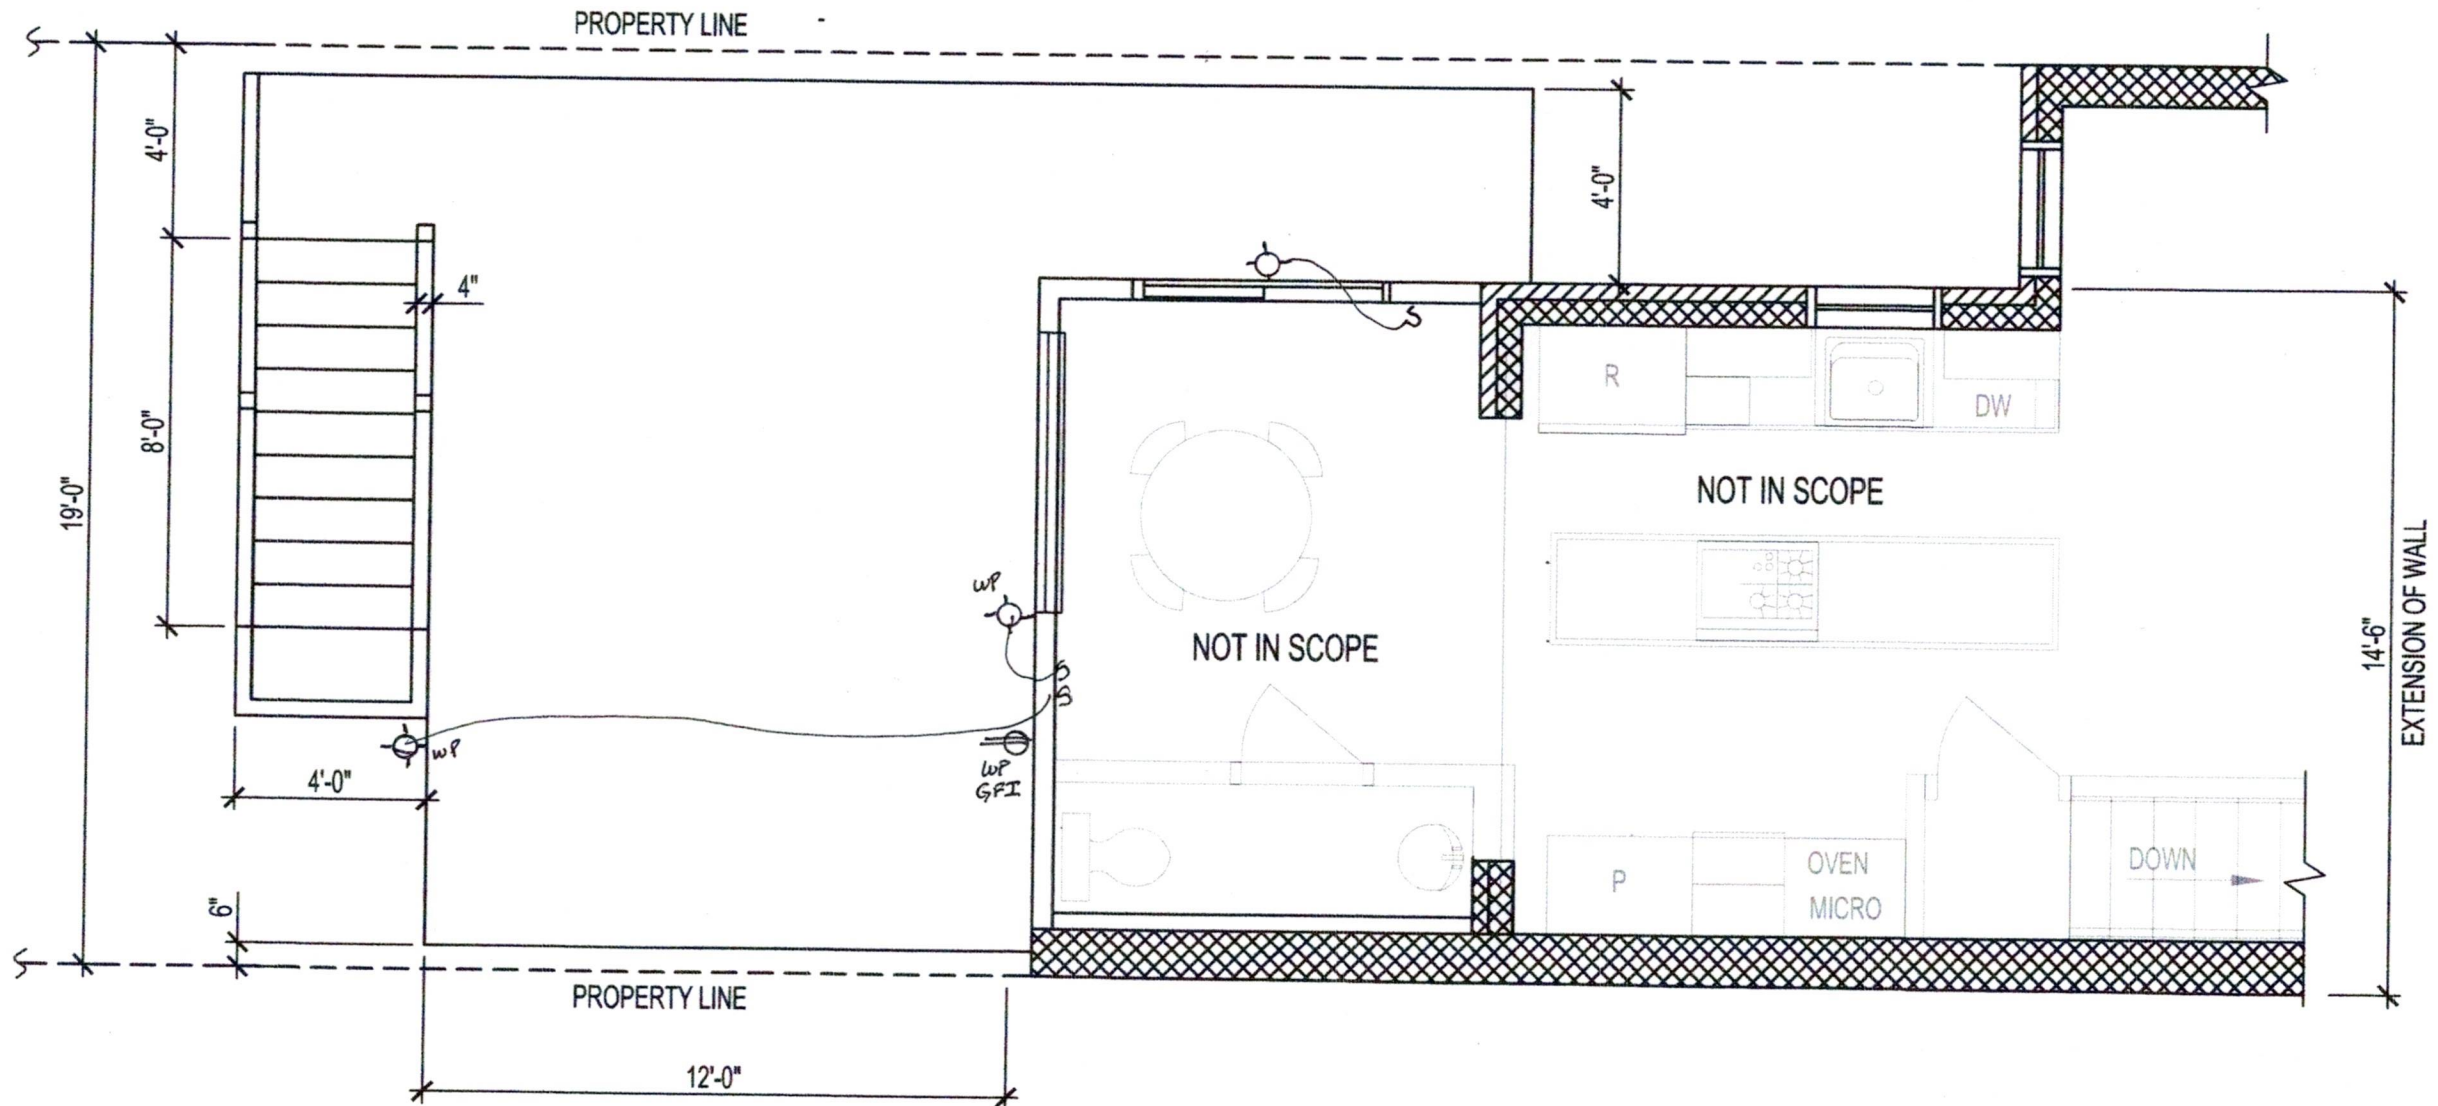 PROPERTY LINE
4'-0"
4'-0"
4"
8'-0"
19'-0"
S
R
DW
NOT IN SCOPE
WP
NOT IN SCOPE
S
S
WP
WP
GFI
4'-0"
14'-6"
EXTENSION OF WALL
P
OVEN
MICRO
DOWN
6"
PROPERTY LINE
12'-0"